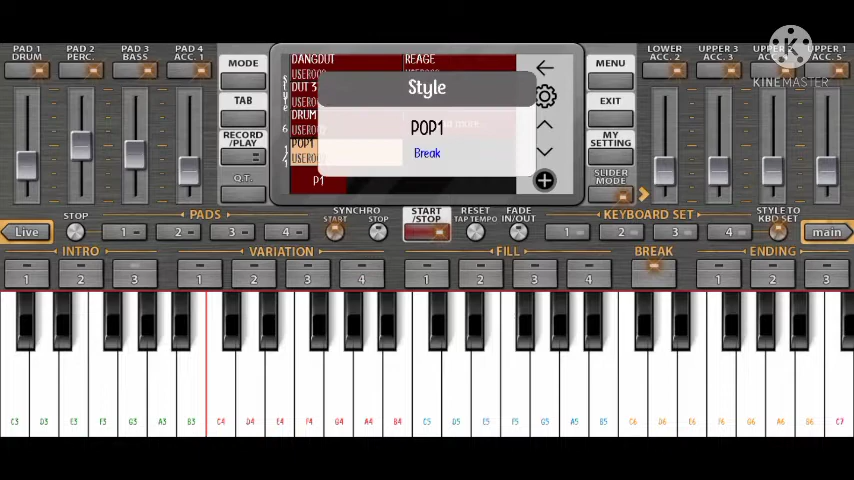 PAD 1 PAD 2 PAD 3 PAD 4
DRUM PERC. BASS ACC. 1
MODE
TAB
RECORD
/PLAY
Q.T.
DANGDUT REAGE
DUT 3
DRUM
POP1
P1
Style
POP1
Break
MENU
EXIT
MY
SETTING
SLIDER
MODE
LOWER UPPER 3 UPPER 2 UPPER 1
ACC. 2 ACC. 3 ACC. 5
KINEMASTER
Live
STOP
PADS
1 2 3 4
SYNCHRO
START STOP
START
/STOP
RESET
TAP TEMPO
FADE
IN/OUT
KEYBOARD SET
1 2 3 4
STYLE TO
KBD SET
main
INTRO VARIATION FILL BREAK ENDING
1 2 3 1 2 3 4 1 2 3 4 1 2 3
C3 D3 E3 F3 G3 A3 B3 C4 D4 E4 F4 G4 A4 B4 C5 D5 E5 F5 G5 A5 B5 C6 D6 E6 F6 G6 A6 B6 C7